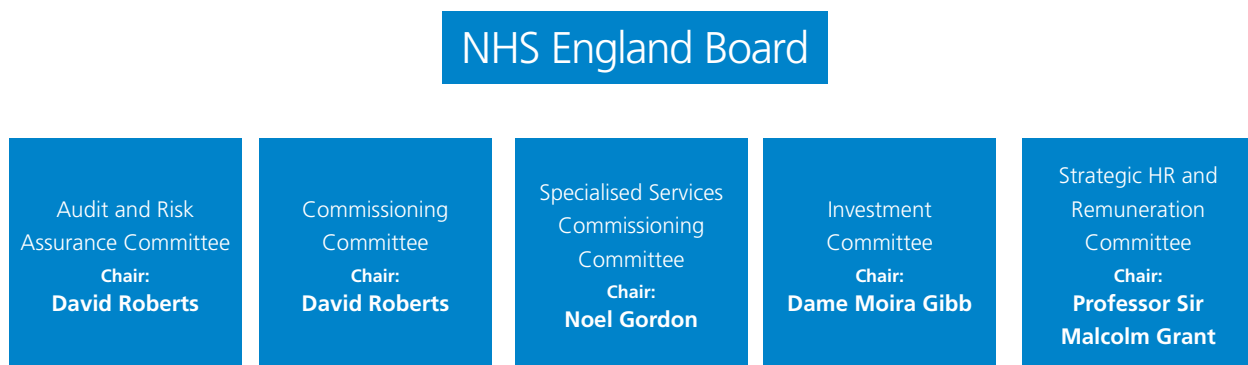 NHS England Board
Audit and Risk
Assurance Committee
Chair:
David Roberts
Commissioning
Committee
Chair:
David Roberts
Specialised Services
Commissioning
Committee
Chair:
Noel Gordon
Investment
Committee
Chair:
Dame Moira Gibb
Strategic HR and
Remuneration
Committee
Chair:
Professor Sir
Malcolm Grant